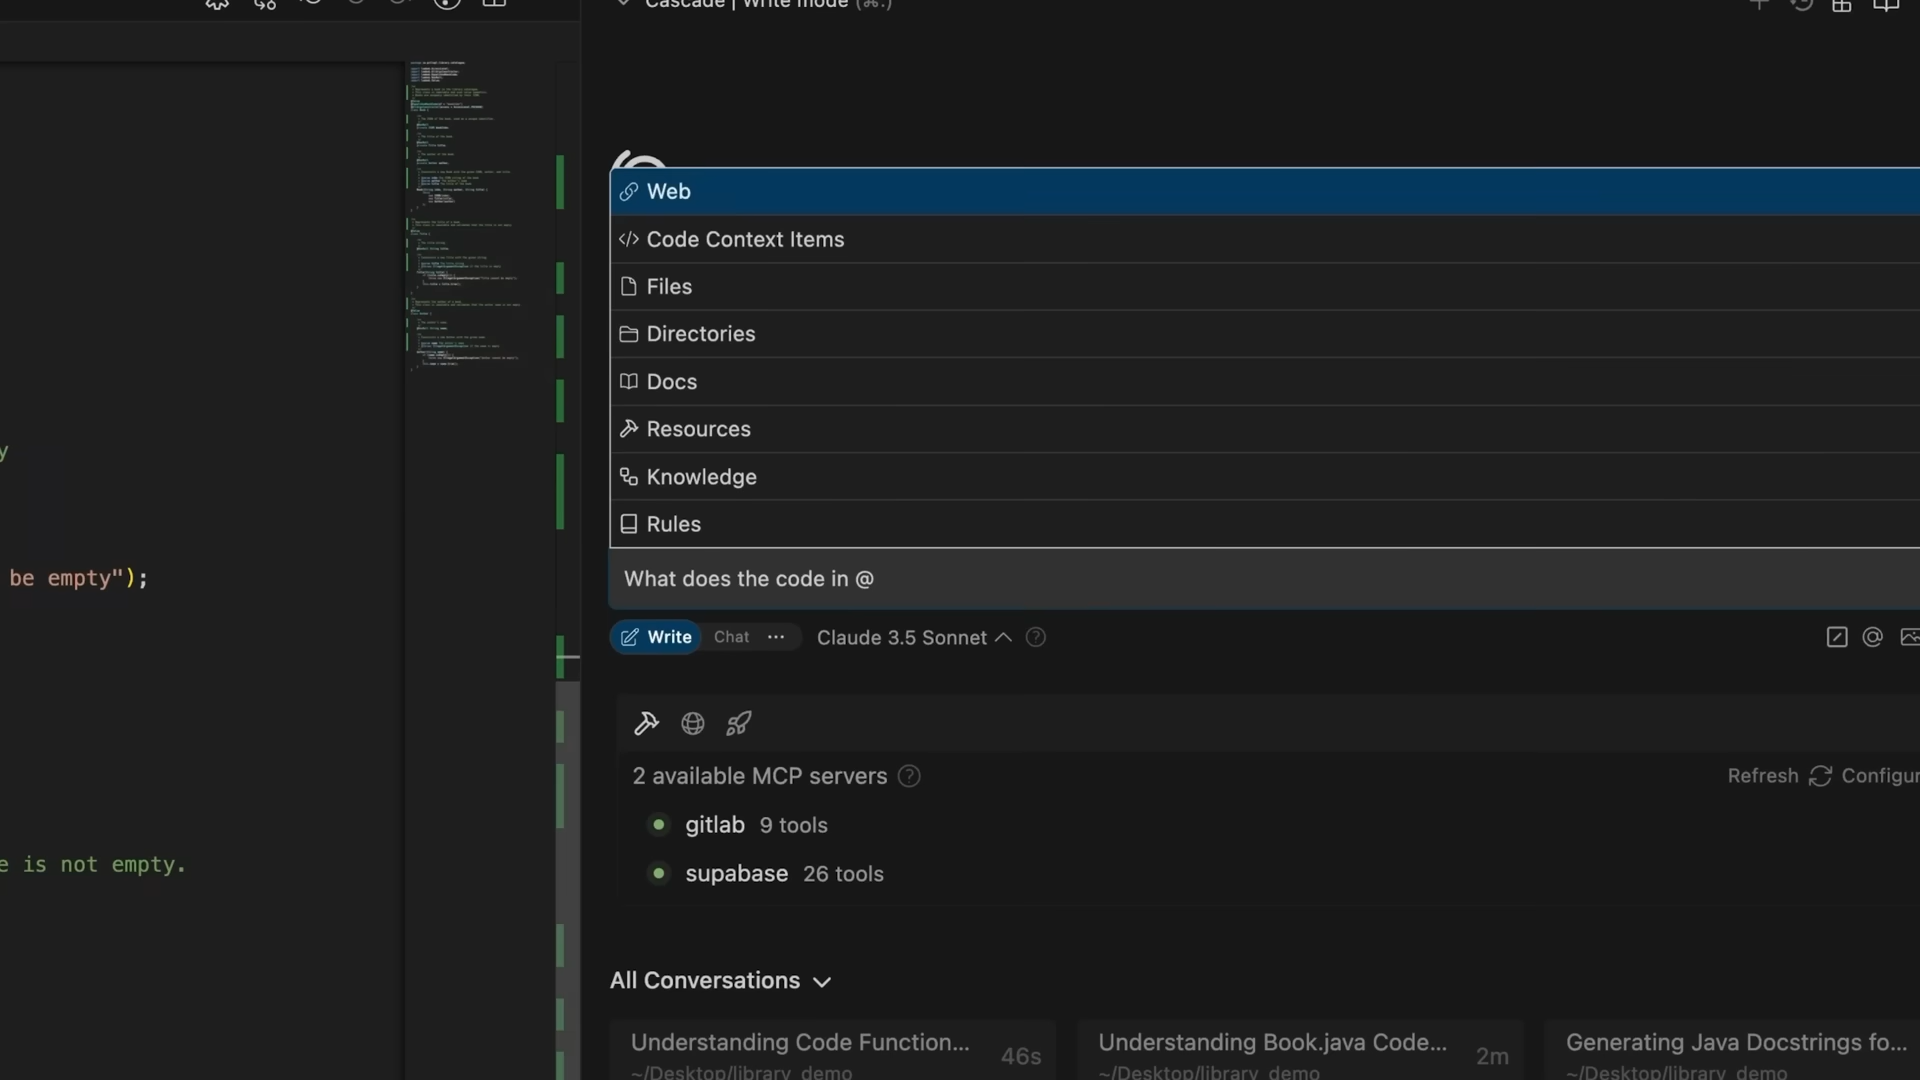 Cascade | Write mode (⌘.)
Web
Code Context Items
Files
Directories
Docs
Resources
Knowledge
Rules
y
be empty");
What does the code in @
Write Chat ··· Claude 3.5 Sonnet
2 available MCP servers
Refresh Configur
gitlab 9 tools
e is not empty.
supabase 26 tools
All Conversations
Understanding Code Function... 46s
~/Desktop/library_demo
Understanding Book.java Code... 2m
~/Desktop/library_demo
Generating Java Docstrings fo...
~/Desktop/library_demo